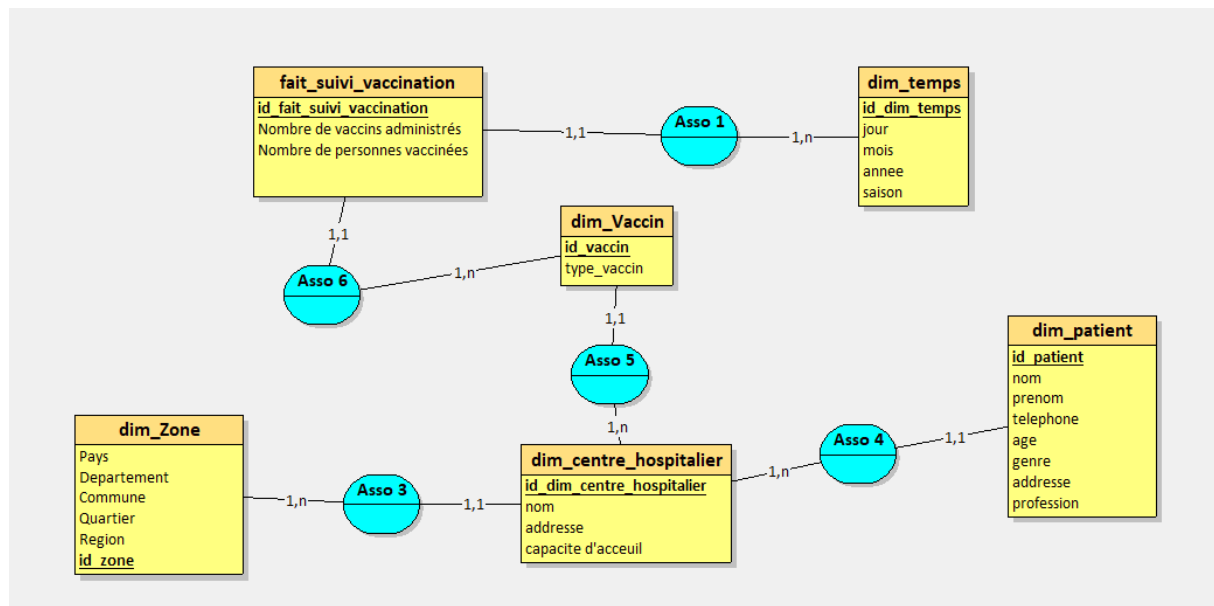 fait_suivi_vaccination
id_fait_suivi_vaccination
Nombre de vaccins administrés
Nombre de personnes vaccinées
1,1
Asso 1
1,n
dim_temps
id_dim_temps
jour
mois
annee
saison
1,1
Asso 6
1,n
dim_Vaccin
id_vaccin
type_vaccin
1,1
Asso 5
1,n
dim_patient
id_patient
nom
prenom
telephone
age
genre
addresse
profession
1,1
Asso 4
1,n
dim_Zone
Pays
Departement
Commune
Quartier
Region
id_zone
1,n
Asso 3
1,1
dim_centre_hospitalier
id_dim_centre_hospitalier
nom
addresse
capacite d'acceuil